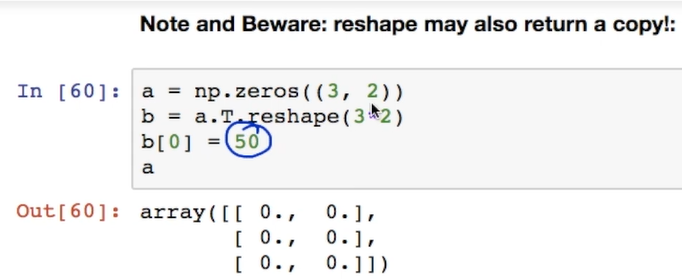 Note and Beware: reshape may also return a copy!:
In [60]: a = np.zeros((3, 2))
b = a.T.reshape(3*2)
b[0] = 50
a
Out[60]: array([[ 0.,  0.],
[ 0.,  0.],
[ 0.,  0.]])